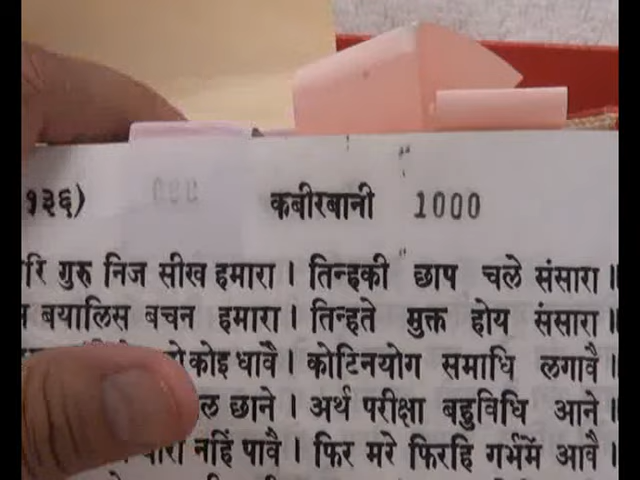 १३६) कबीरबानी 1000
रि गुरु निज सीख हमारा । तिन्हकी छाप चले संसारा ॥
बयालिस बचन हमारा । तिन्हते मुक्त होय संसारा ॥
कोइ धावै । कोटिनयोग समाधि लगावै ।
छाने । अर्थ परीक्षा बहुविधि आने ।
नहिं पावै । फिर मरे फिरहि गर्भमें आवै ।